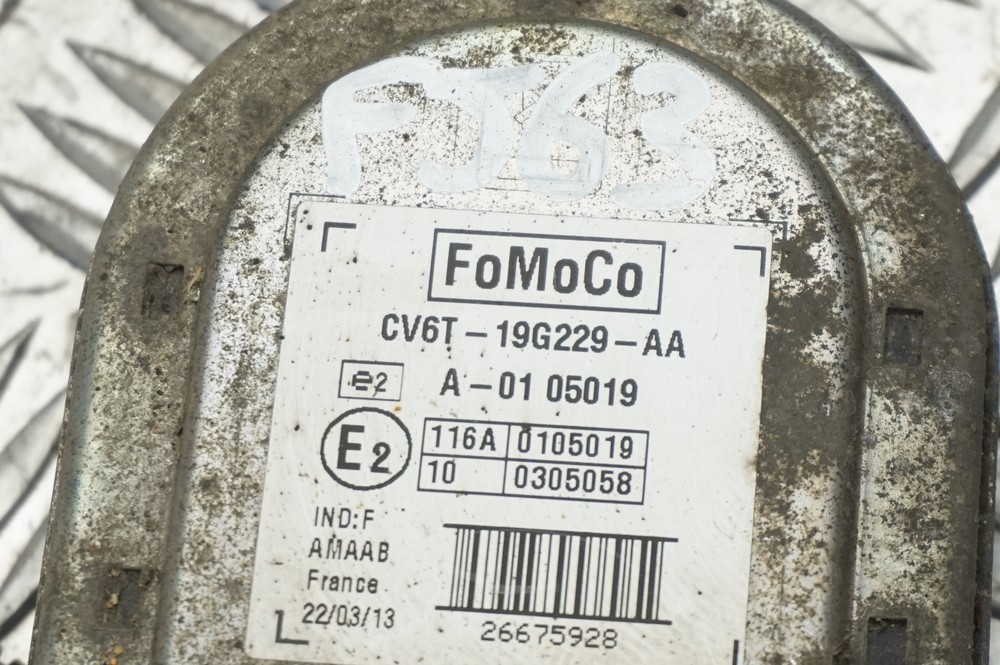 FJ63
FoMoCo
CV6T-19G229-AA
e2 A-01 05019
E2 116A 0105019
10 0305058
IND:F
AMAAB
France
22/03/13
26675928